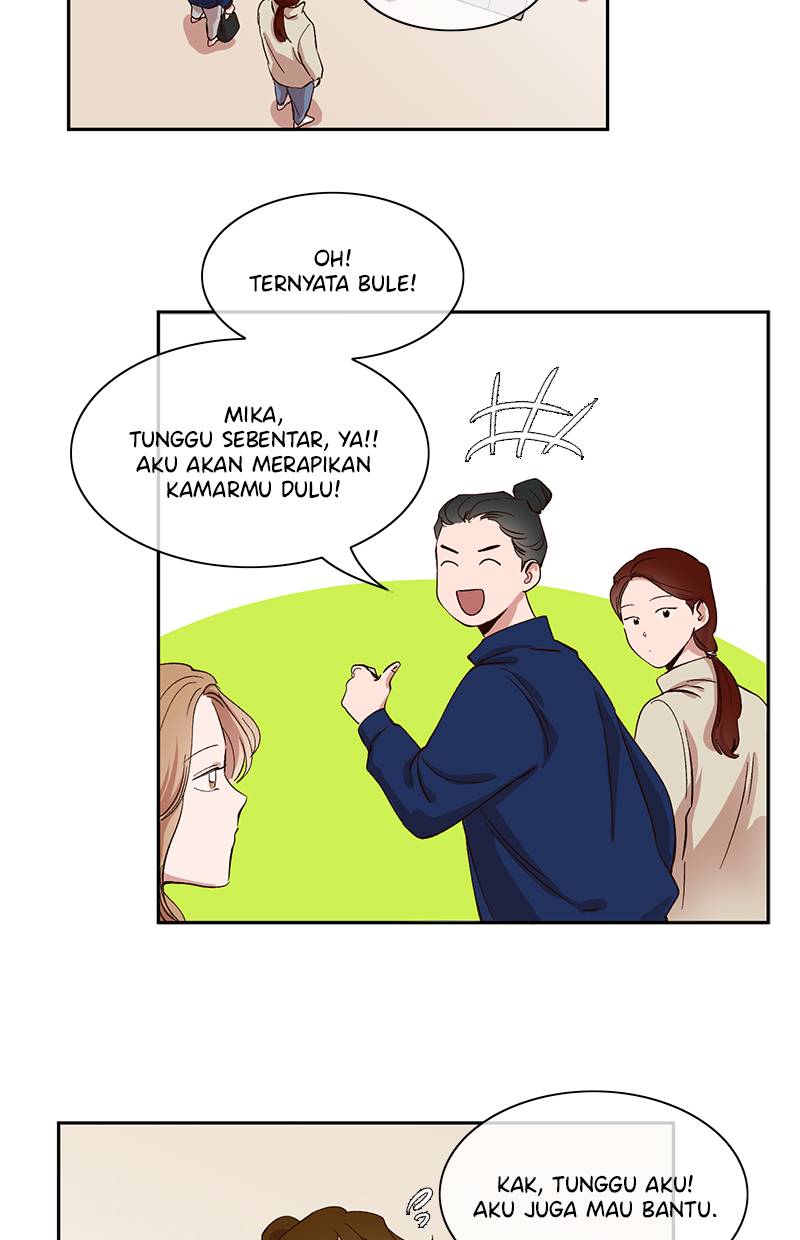 OH!
TERNYATA BULE!
MIKA,
TUNGGU SEBENTAR, YA!!
AKU AKAN MERAPIKAN
KAMARMU DULU!
KAK, TUNGGU AKU!
AKU JUGA MAU BANTU.